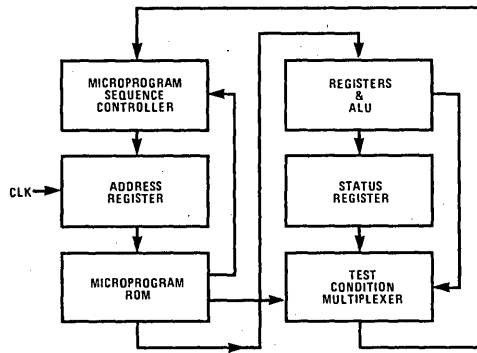 MICROPROGRAM
SEQUENCE
CONTROLLER
REGISTERS
&
ALU
CLK
ADDRESS
REGISTER
STATUS
REGISTER
MICROPROGRAM
ROM
TEST
CONDITION
MULTIPLEXER